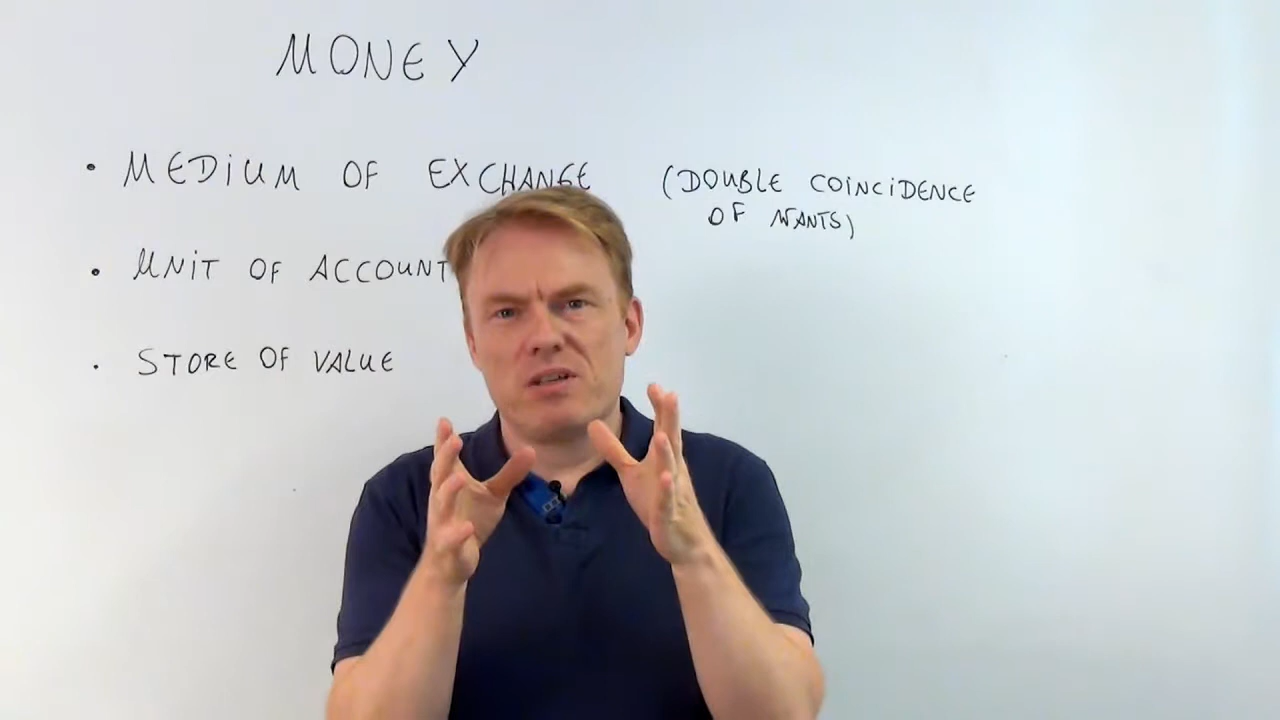 MONEY
• MEDIUM OF EXCHANGE (DOUBLE COINCIDENCE
OF WANTS)
• UNIT OF ACCOUNT
• STORE OF VALUE